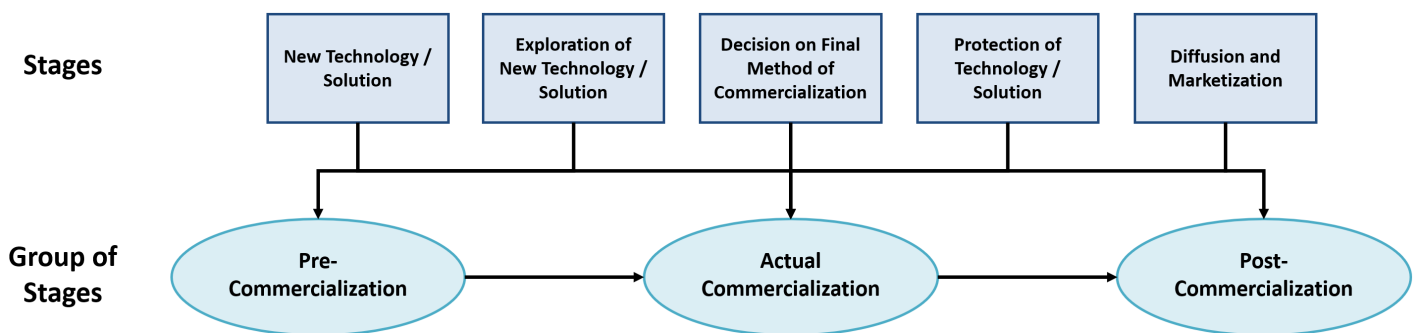 Stages
New Technology /
Solution
Exploration of
New Technology /
Solution
Decision on Final
Method of
Commercialization
Protection of
Technology /
Solution
Diffusion and
Marketization
Group of
Stages
Pre-
Commercialization
Actual
Commercialization
Post-
Commercialization